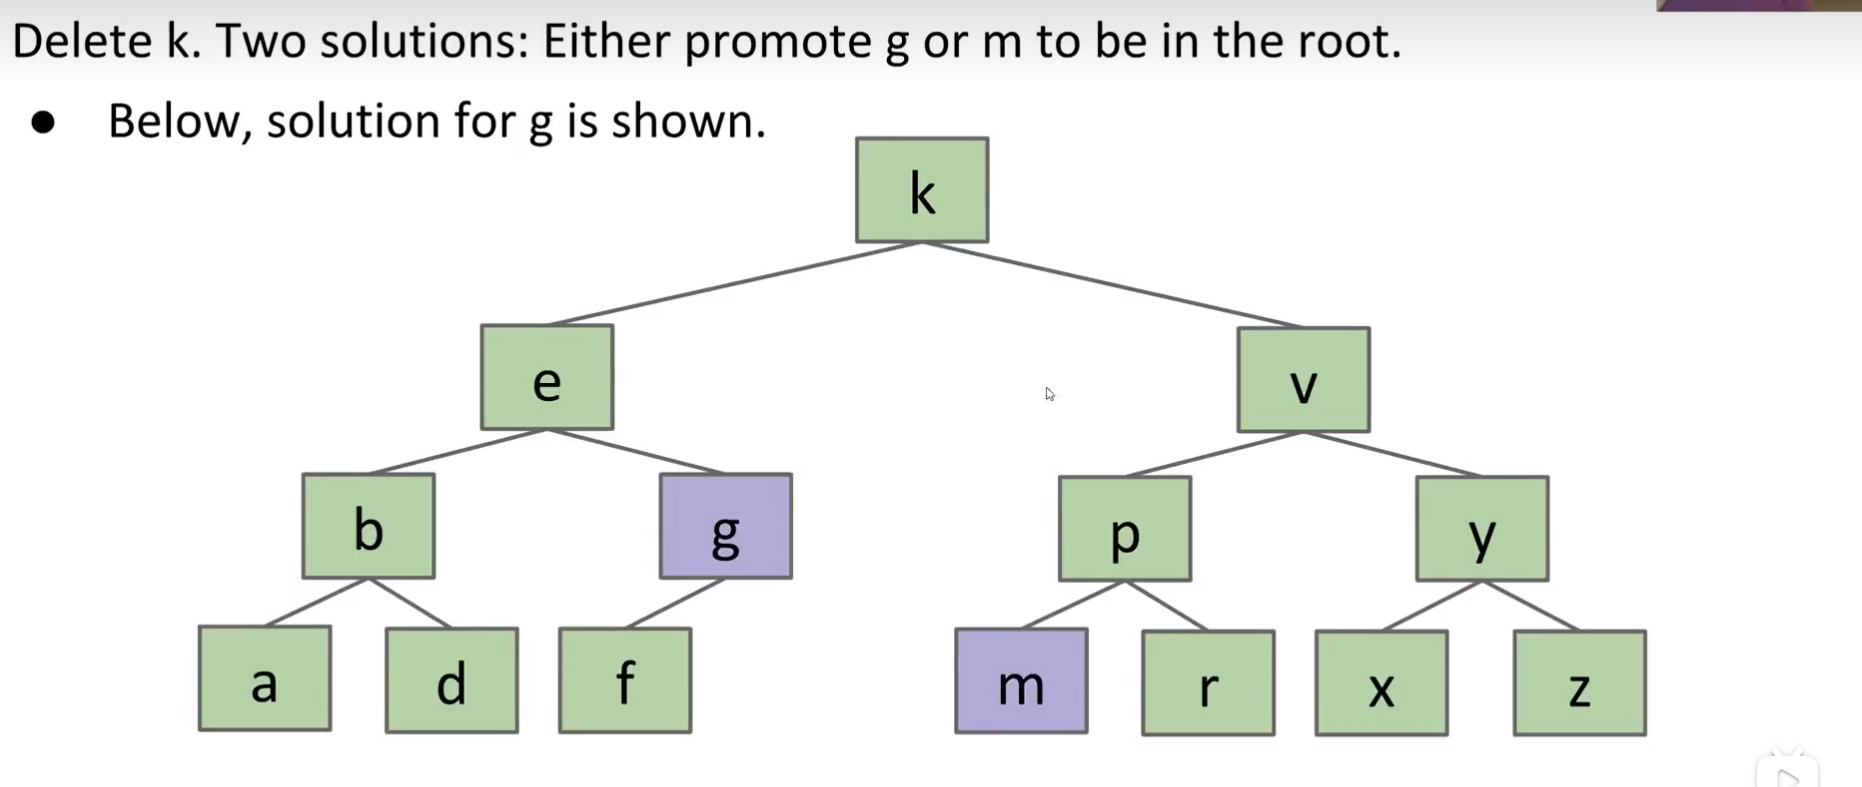 Delete k. Two solutions: Either promote g or m to be in the root.
● Below, solution for g is shown.
k
e v
b g p y
a d f m r x z